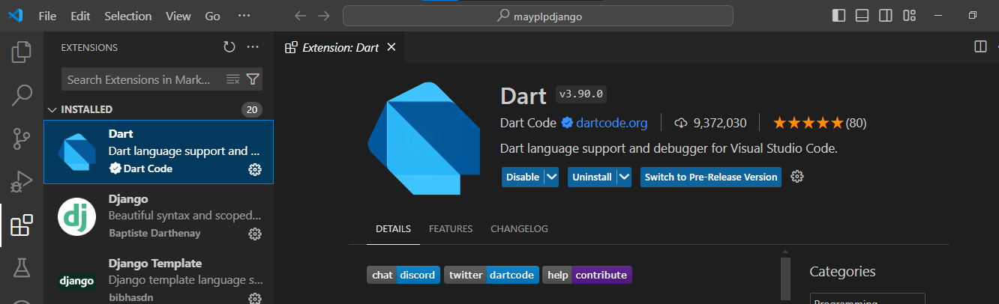 File Edit Selection View Go ···
mayplpdjango
EXTENSIONS
Search Extensions in Mark...
INSTALLED 20
Dart
Dart language support and ...
Dart Code
Django
Beautiful syntax and scoped...
Baptiste Darthenay
Django Template
django
Django template language s...
bibhasdn
Extension: Dart
Dart v3.90.0
Dart Code dartcode.org 9,372,030 (80)
Dart language support and debugger for Visual Studio Code.
Disable Uninstall Switch to Pre-Release Version
DETAILS FEATURES CHANGELOG
chat discord twitter dartcode help contribute
Categories
Programming